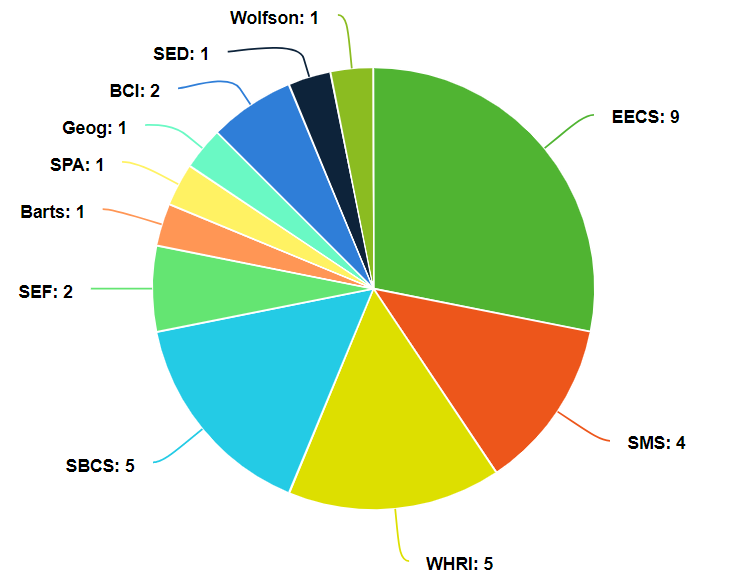 Wolfson: 1
SED: 1
BCI: 2
EECS: 9
Geog: 1
SPA: 1
Barts: 1
SEF: 2
SMS: 4
SBCS: 5
WHRI: 5